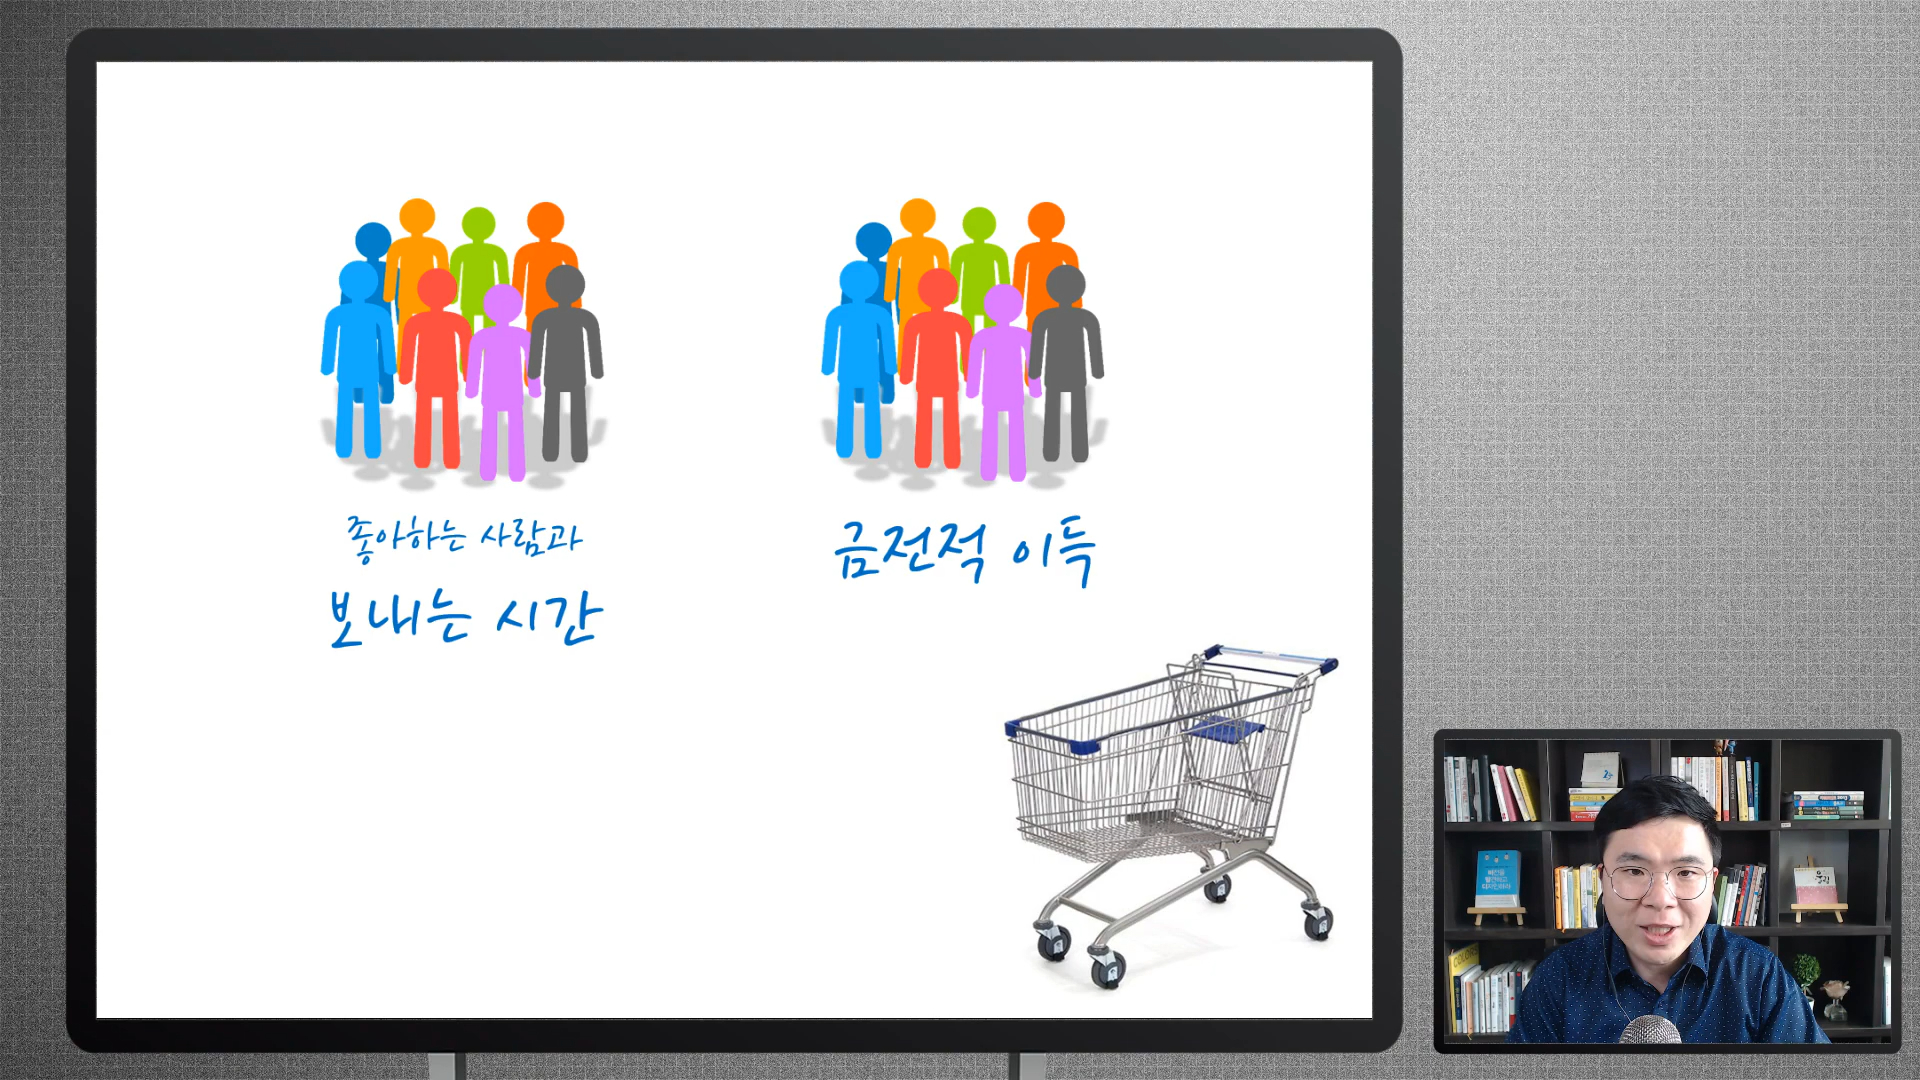 좋아하는 사람과
보내는 시간
금전적 이득